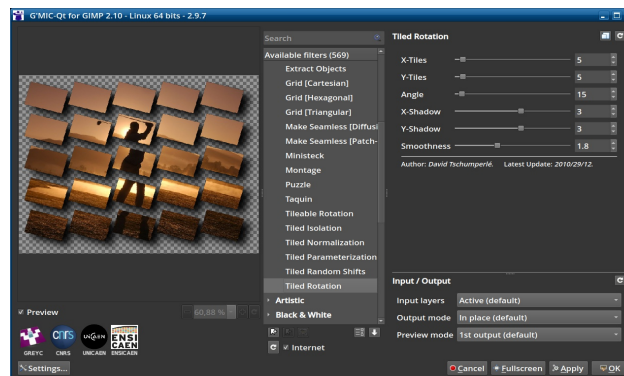 G'MIC-Qt for GIMP 2.10 - Linux 64 bits - 2.9.7
Search
Available filters (569)
Extract Objects
Grid [Cartesian]
Grid [Hexagonal]
Grid [Triangular]
Make Seamless [Diffusi
Make Seamless [Patch-
Ministeck
Montage
Puzzle
Taquin
Tileable Rotation
Tiled Isolation
Tiled Normalization
Tiled Parameterization
Tiled Random Shifts
Tiled Rotation
Artistic
Black & White
Internet
Tiled Rotation
X-Tiles 5
Y-Tiles 5
Angle 15
X-Shadow 3
Y-Shadow 3
Smoothness 1.8
Author: David Tschumperlé. Latest Update: 2010/29/12.
Input / Output
Input layers Active (default)
Output mode In place (default)
Preview mode 1st output (default)
Preview 60,88 %
GREYC CNRS UNICAEN ENSICAEN
cnrs
UNICAEN
ENSI
CAEN
Settings...
Cancel Fullscreen Apply OK